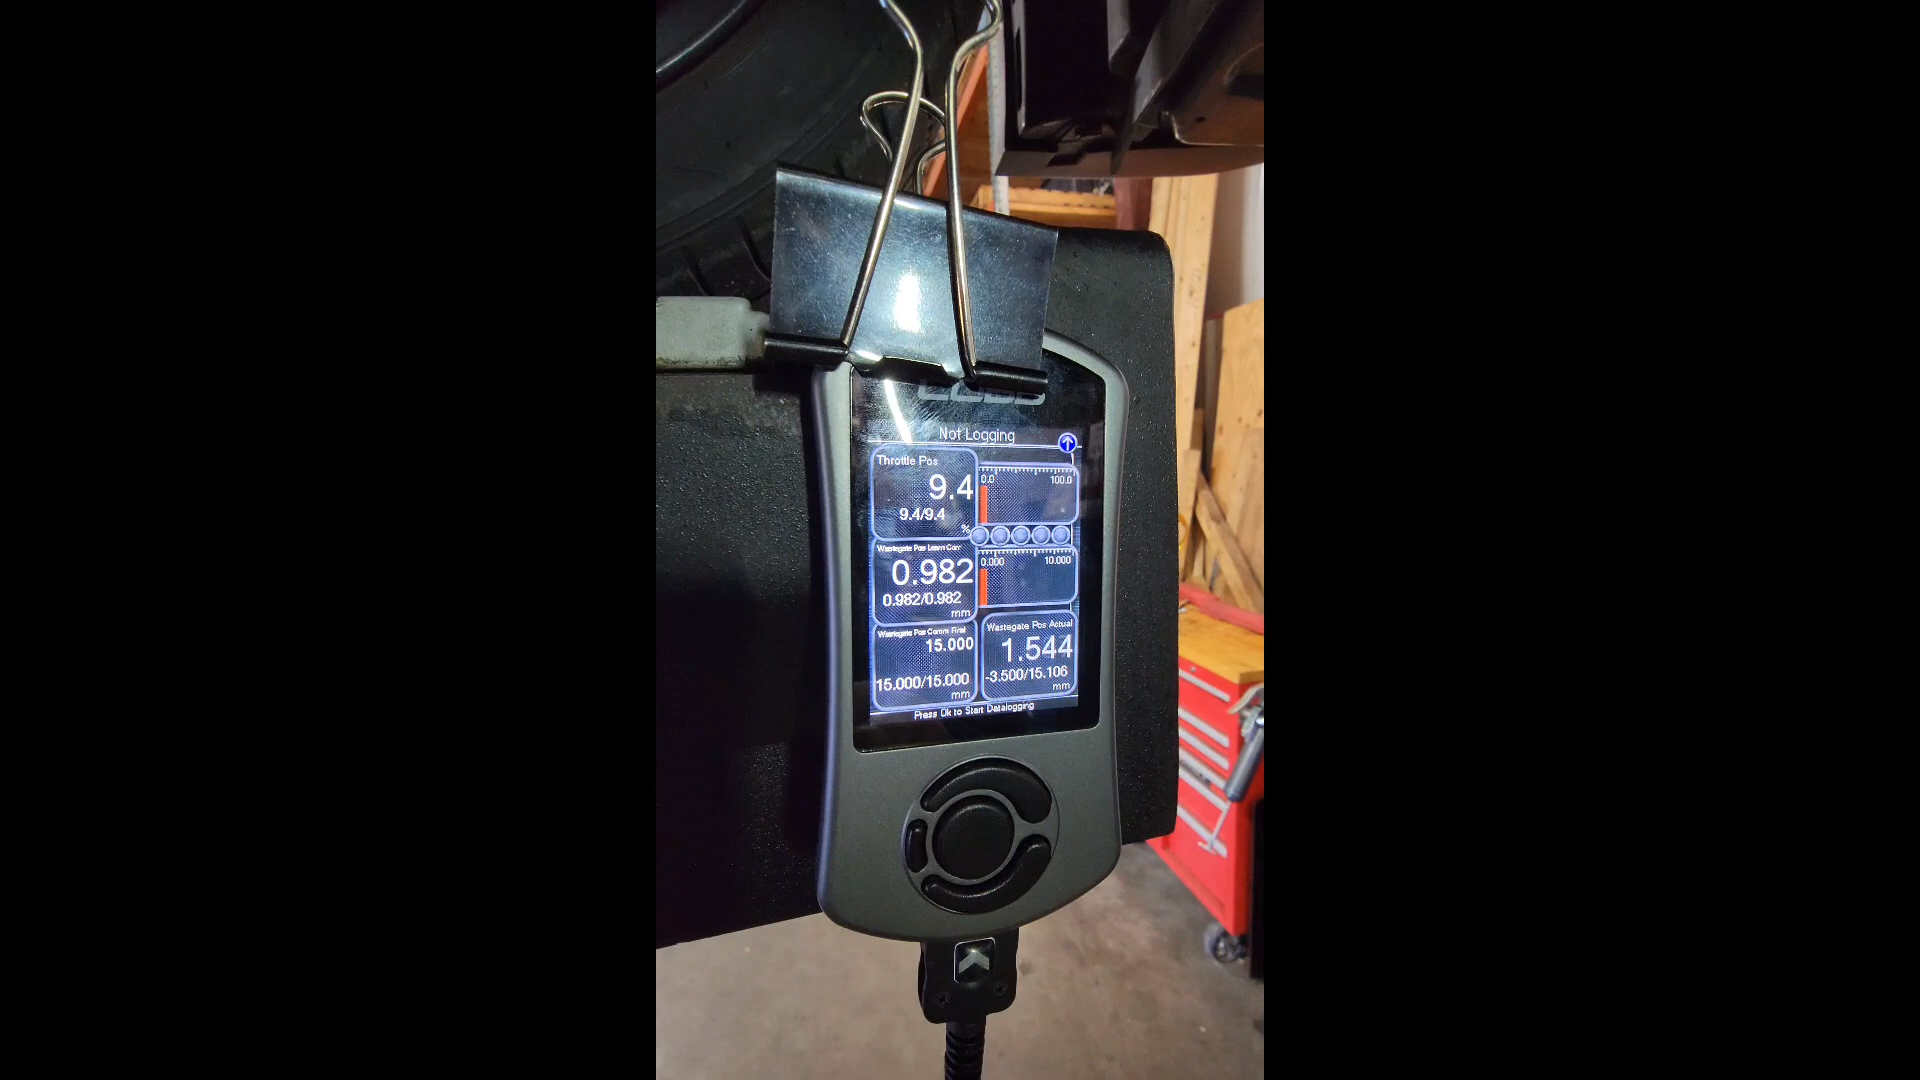 Not Logging
Throttle Pos
9.4
9.4/9.4
%
0.0 100.0
Wastegate Pos Learn Corr
0.982
0.982/0.982
mm
0.000 10.000
Wastegate Pos Comm Final
15.000
15.000/15.000
mm
Wastegate Pos Actual
1.544
-3.500/15.106
mm
Press Ok to Start Datalogging